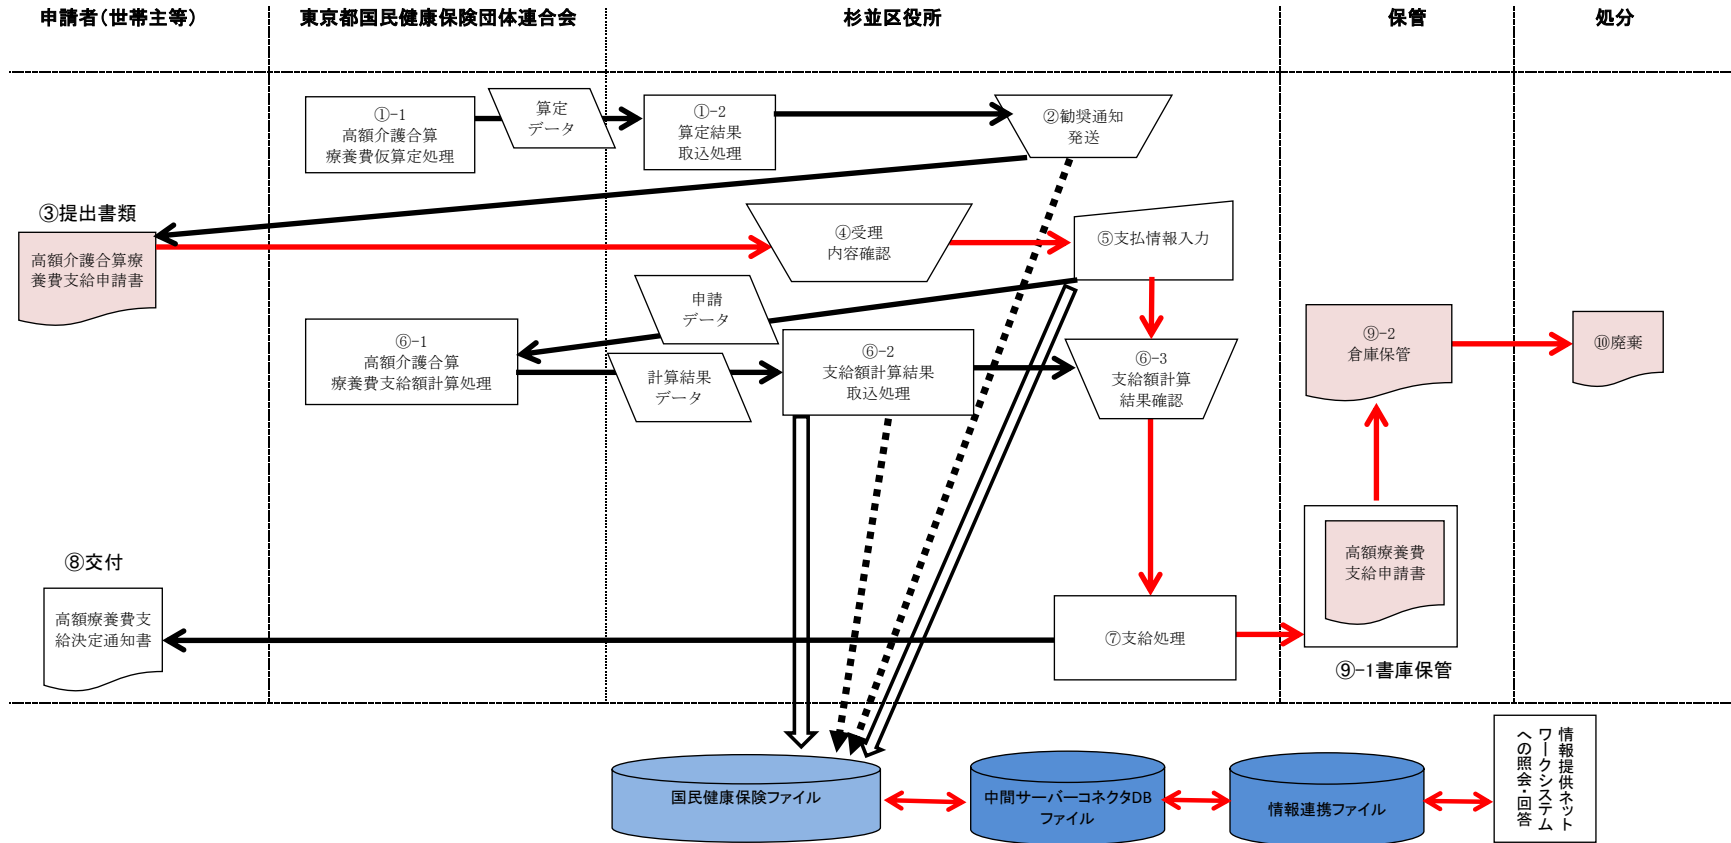 申請者（世帯主等）
東京都国民健康保険団体連合会
杉並区役所
保管
処分
①-1
高額介護合算
療養費仮算定処理
算定
データ
①-2
算定結果
取込処理
②勧奨通知
発送
③提出書類
高額介護合算療
養費支給申請書
④受理
内容確認
⑤支払情報入力
申請
データ
⑥-1
高額介護合算
療養費支給額計算処理
計算結果
データ
⑥-2
支給額計算結果
取込処理
⑥-3
支給額計算
結果確認
⑨-2
倉庫保管
⑩廃棄
高額療養費
支給申請書
⑨-1書庫保管
⑦支給処理
⑧交付
高額療養費支
給決定通知書
国民健康保険ファイル
中間サーバーコネクタDB
ファイル
情報連携ファイル
情報提供ネット
ワークシステム
への照会・回答